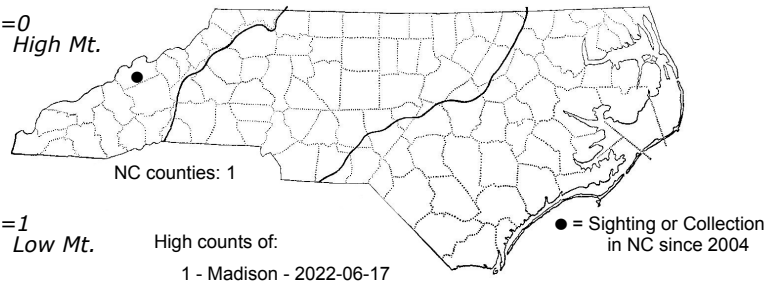 =0
High Mt.
NC counties: 1
=1
Low Mt.
High counts of:
1 - Madison - 2022-06-17
● = Sighting or Collection
in NC since 2004